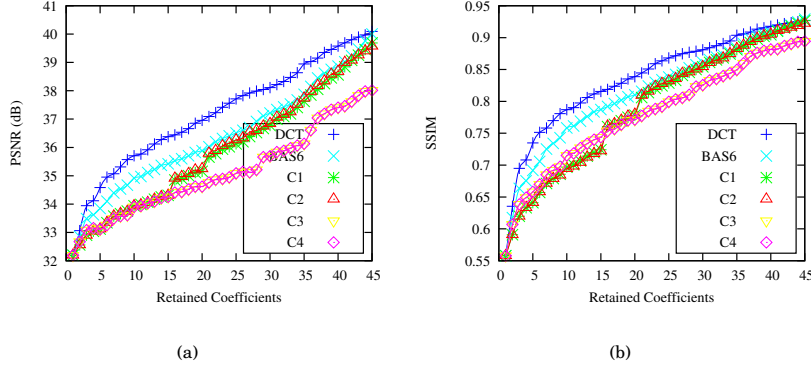 41
40
39
38
37
36
35
34
33
32
PSNR (dB)
0 5 10 15 20 25 30 35 40 45
Retained Coefficients
DCT
BAS6
C1
C2
C3
C4
(a)
0.95
0.9
0.85
0.8
0.75
0.7
0.65
0.6
0.55
SSIM
0 5 10 15 20 25 30 35 40 45
Retained Coefficients
DCT
BAS6
C1
C2
C3
C4
(b)